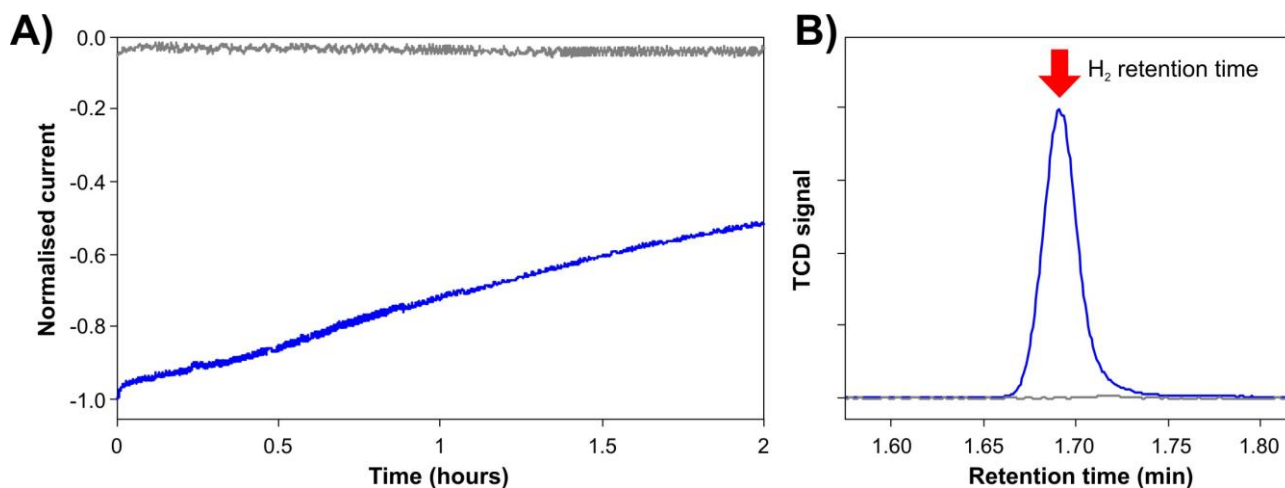 A)
Normalised current
0.0
-0.2
-0.4
-0.6
-0.8
-1.0
0
0.5
1
1.5
2
Time (hours)
B)
H₂ retention time
TCD signal
1.60
1.65
1.70
1.75
1.80
Retention time (min)